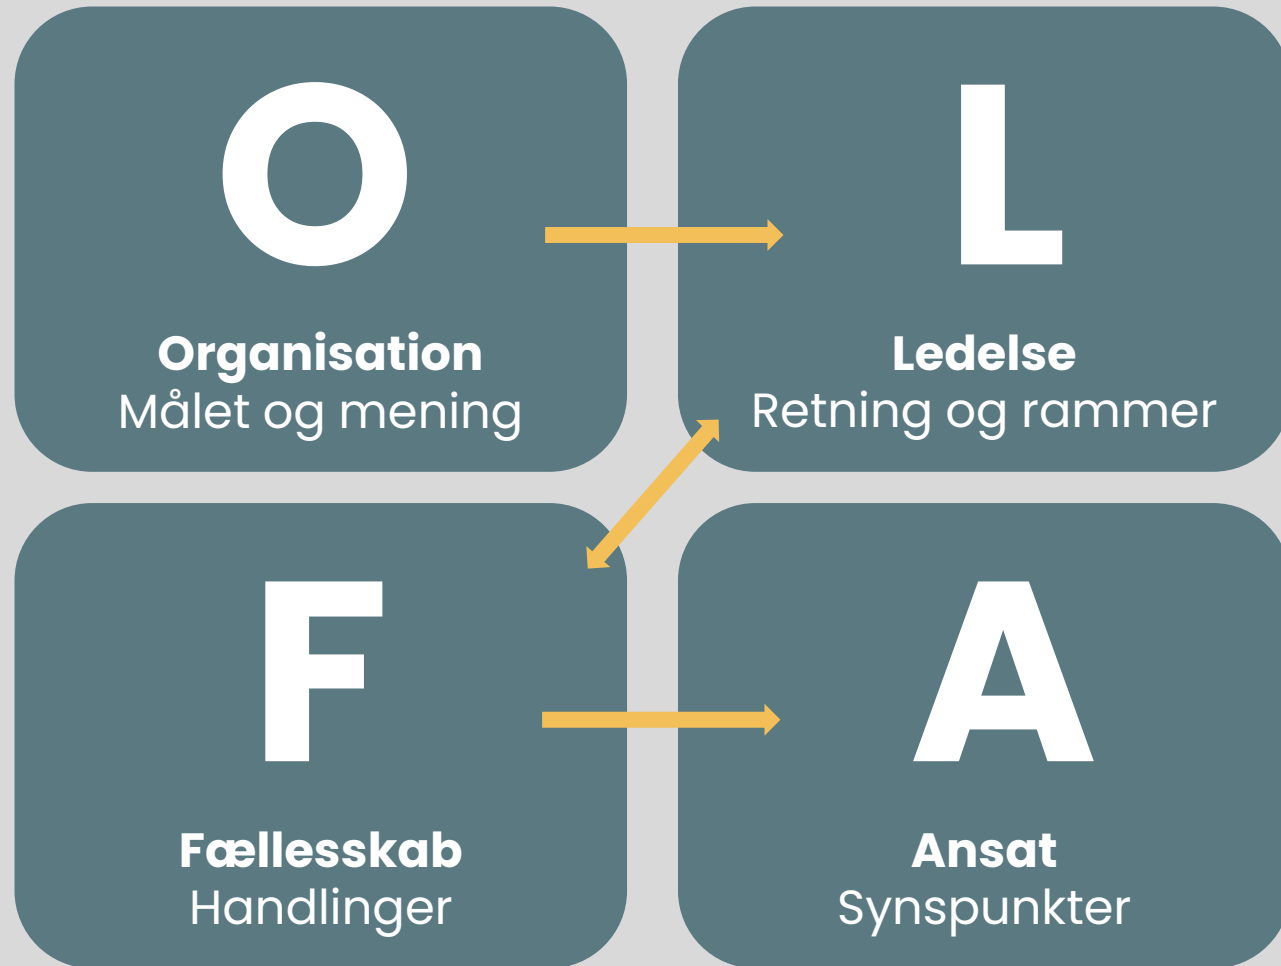 O
Organisation
Målet og mening
L
Ledelse
Retning og rammer
F
Fællesskab
Handlinger
A
Ansat
Synspunkter